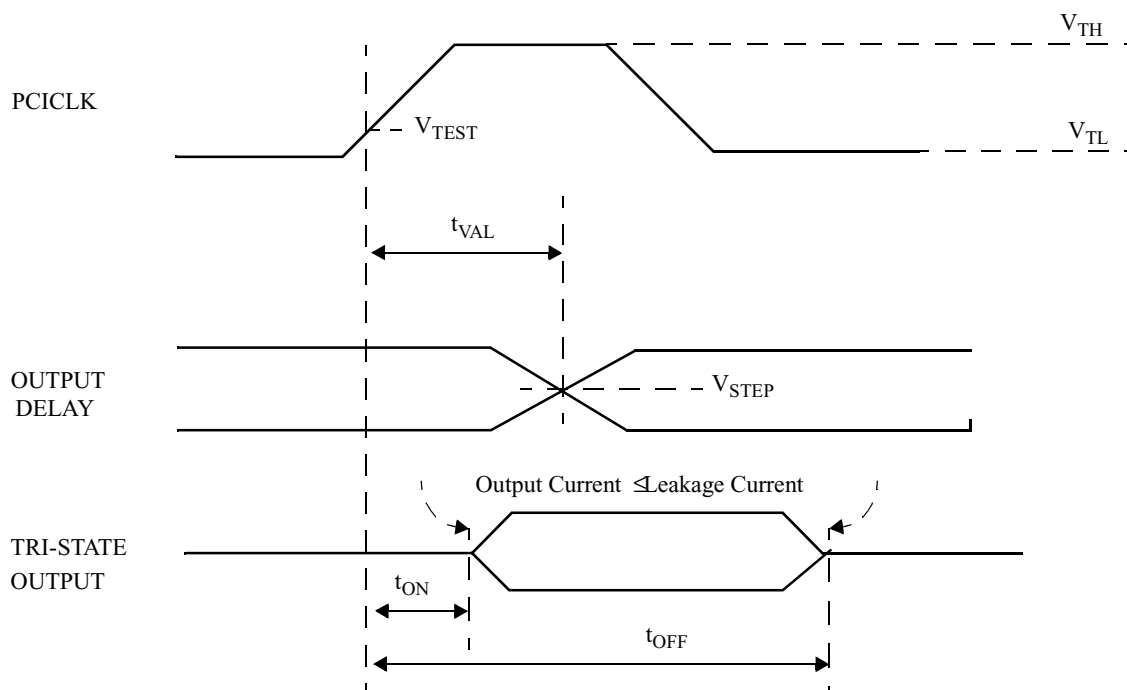 V_TH
PCICLK
V_TEST
V_TL
t_VAL
OUTPUT
DELAY
V_STEP
Output Current ≤Leakage Current
TRI-STATE
OUTPUT
t_ON
t_OFF